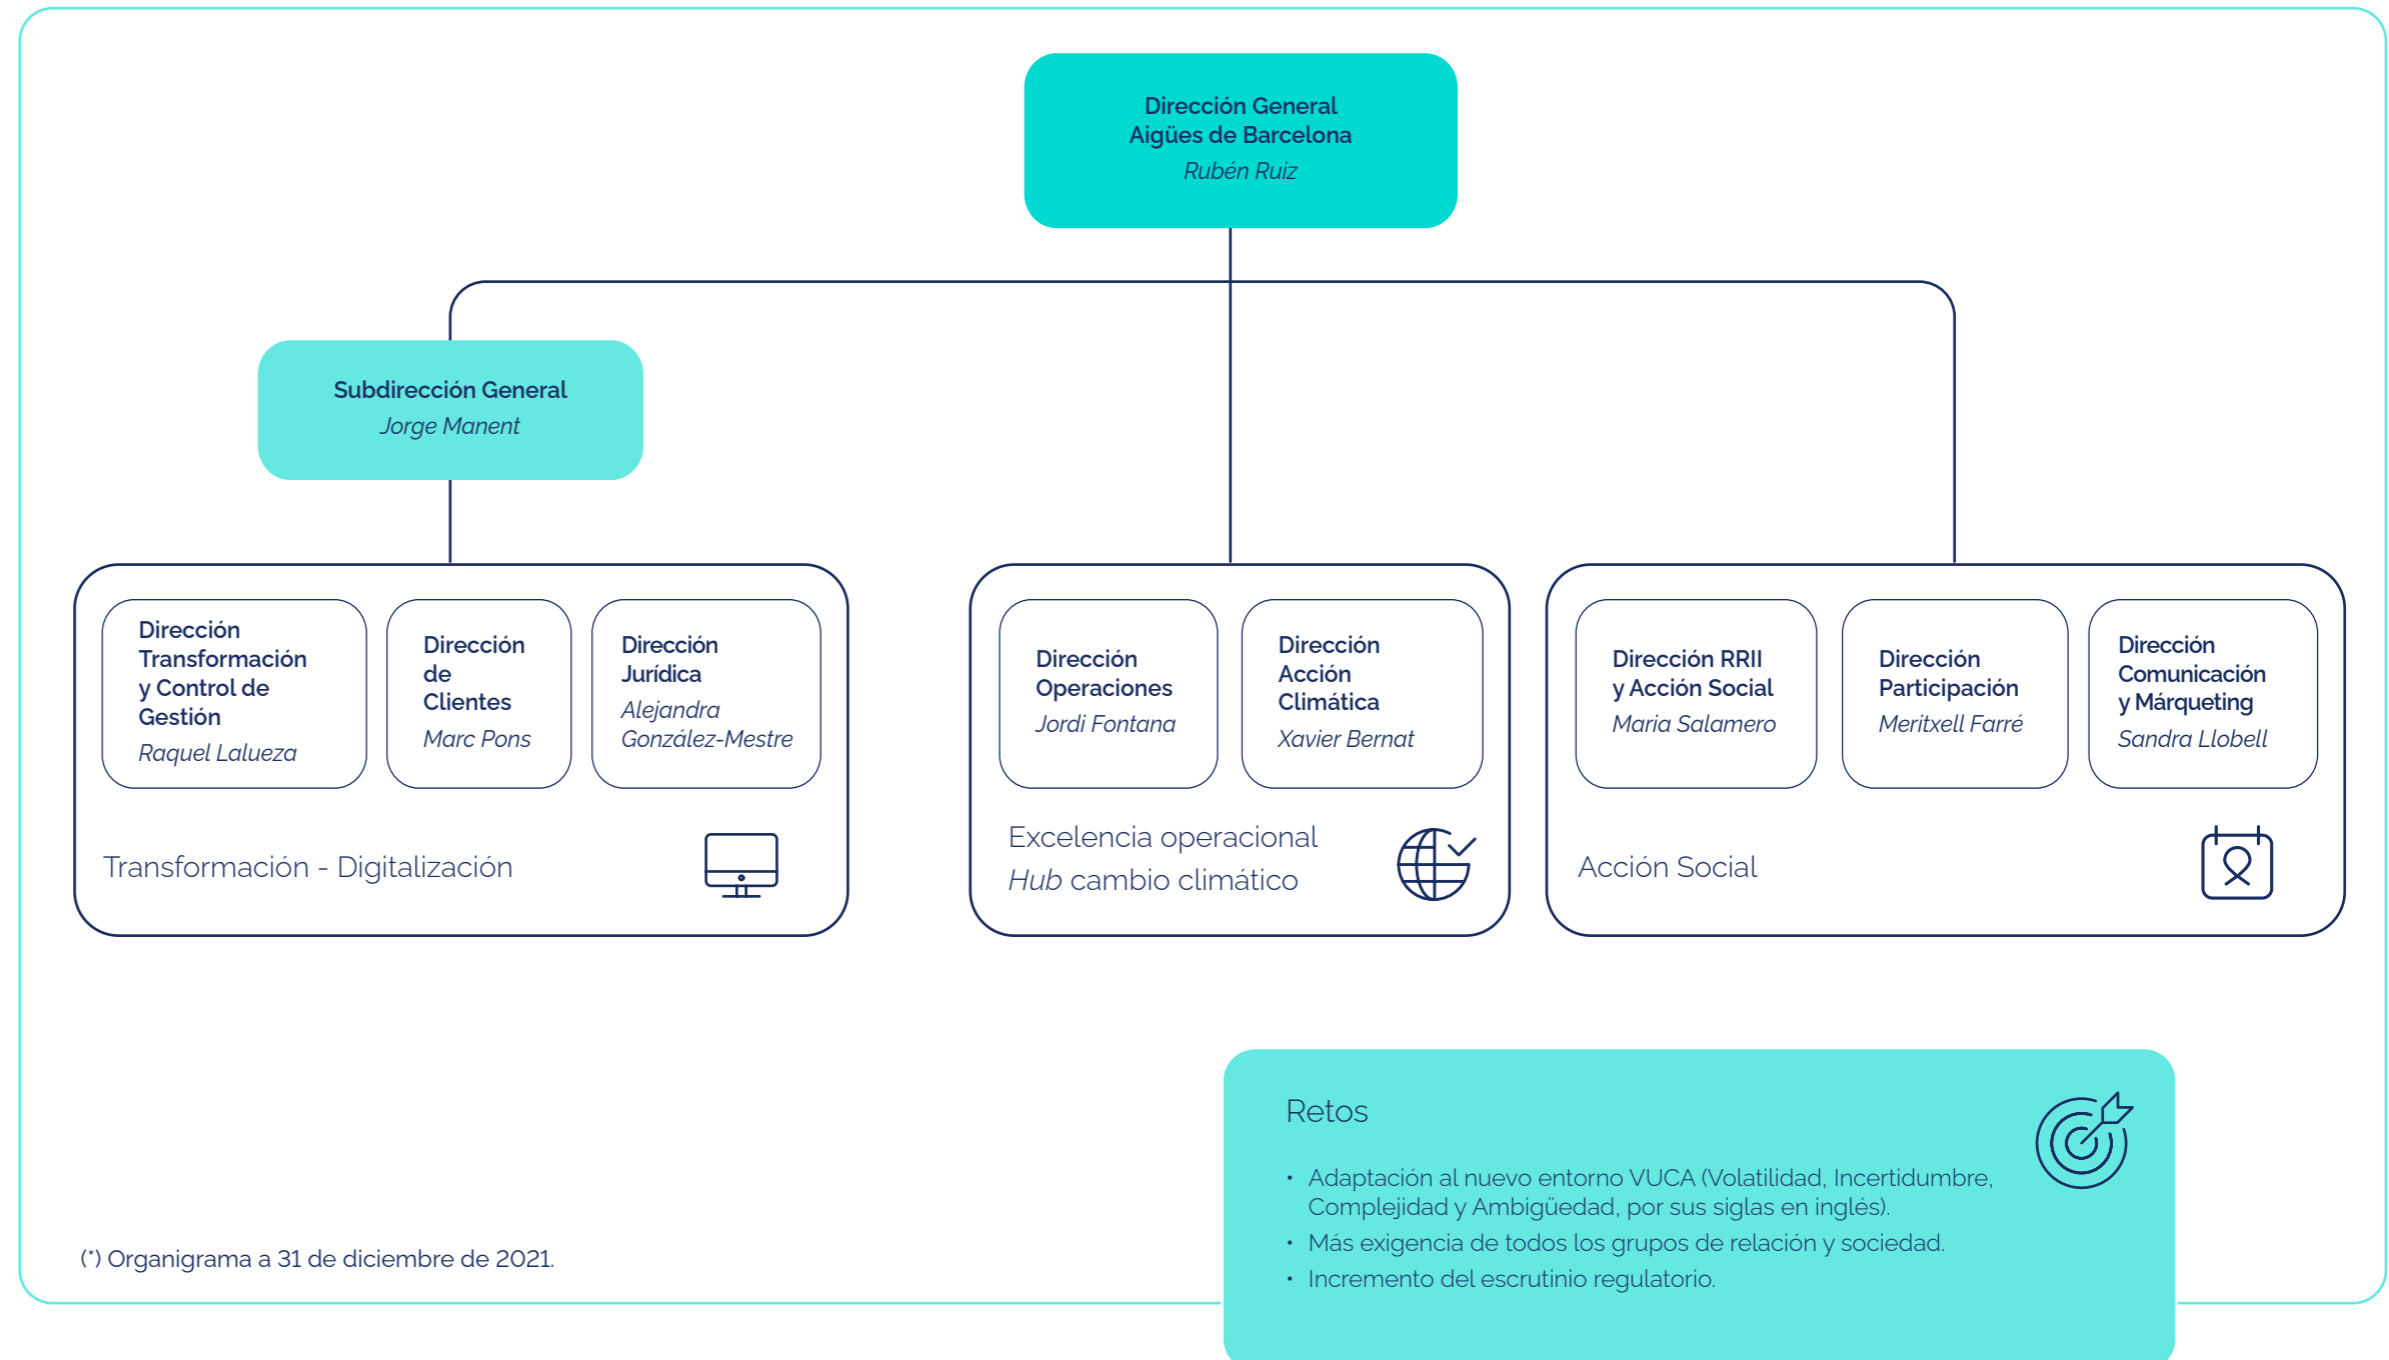 Dirección General
Aigües de Barcelona
Rubén Ruiz
Subdirección General
Jorge Manent
Dirección
Transformación
y Control de
Gestión
Raquel Lalueza
Dirección
de
Clientes
Marc Pons
Dirección
Jurídica
Alejandra
González-Mestre
Transformación - Digitalización
Dirección
Operaciones
Jordi Fontana
Dirección
Acción
Climática
Xavier Bernat
Excelencia operacional
Hub cambio climático
Dirección RRII
y Acción Social
Maria Salamero
Dirección
Participación
Meritxell Farré
Dirección
Comunicación
y Márqueting
Sandra Llobell
Acción Social
Retos
• Adaptación al nuevo entorno VUCA (Volatilidad, Incertidumbre,
Complejidad y Ambigüedad, por sus siglas en inglés).
• Más exigencia de todos los grupos de relación y sociedad.
• Incremento del escrutinio regulatorio.
(*) Organigrama a 31 de diciembre de 2021.